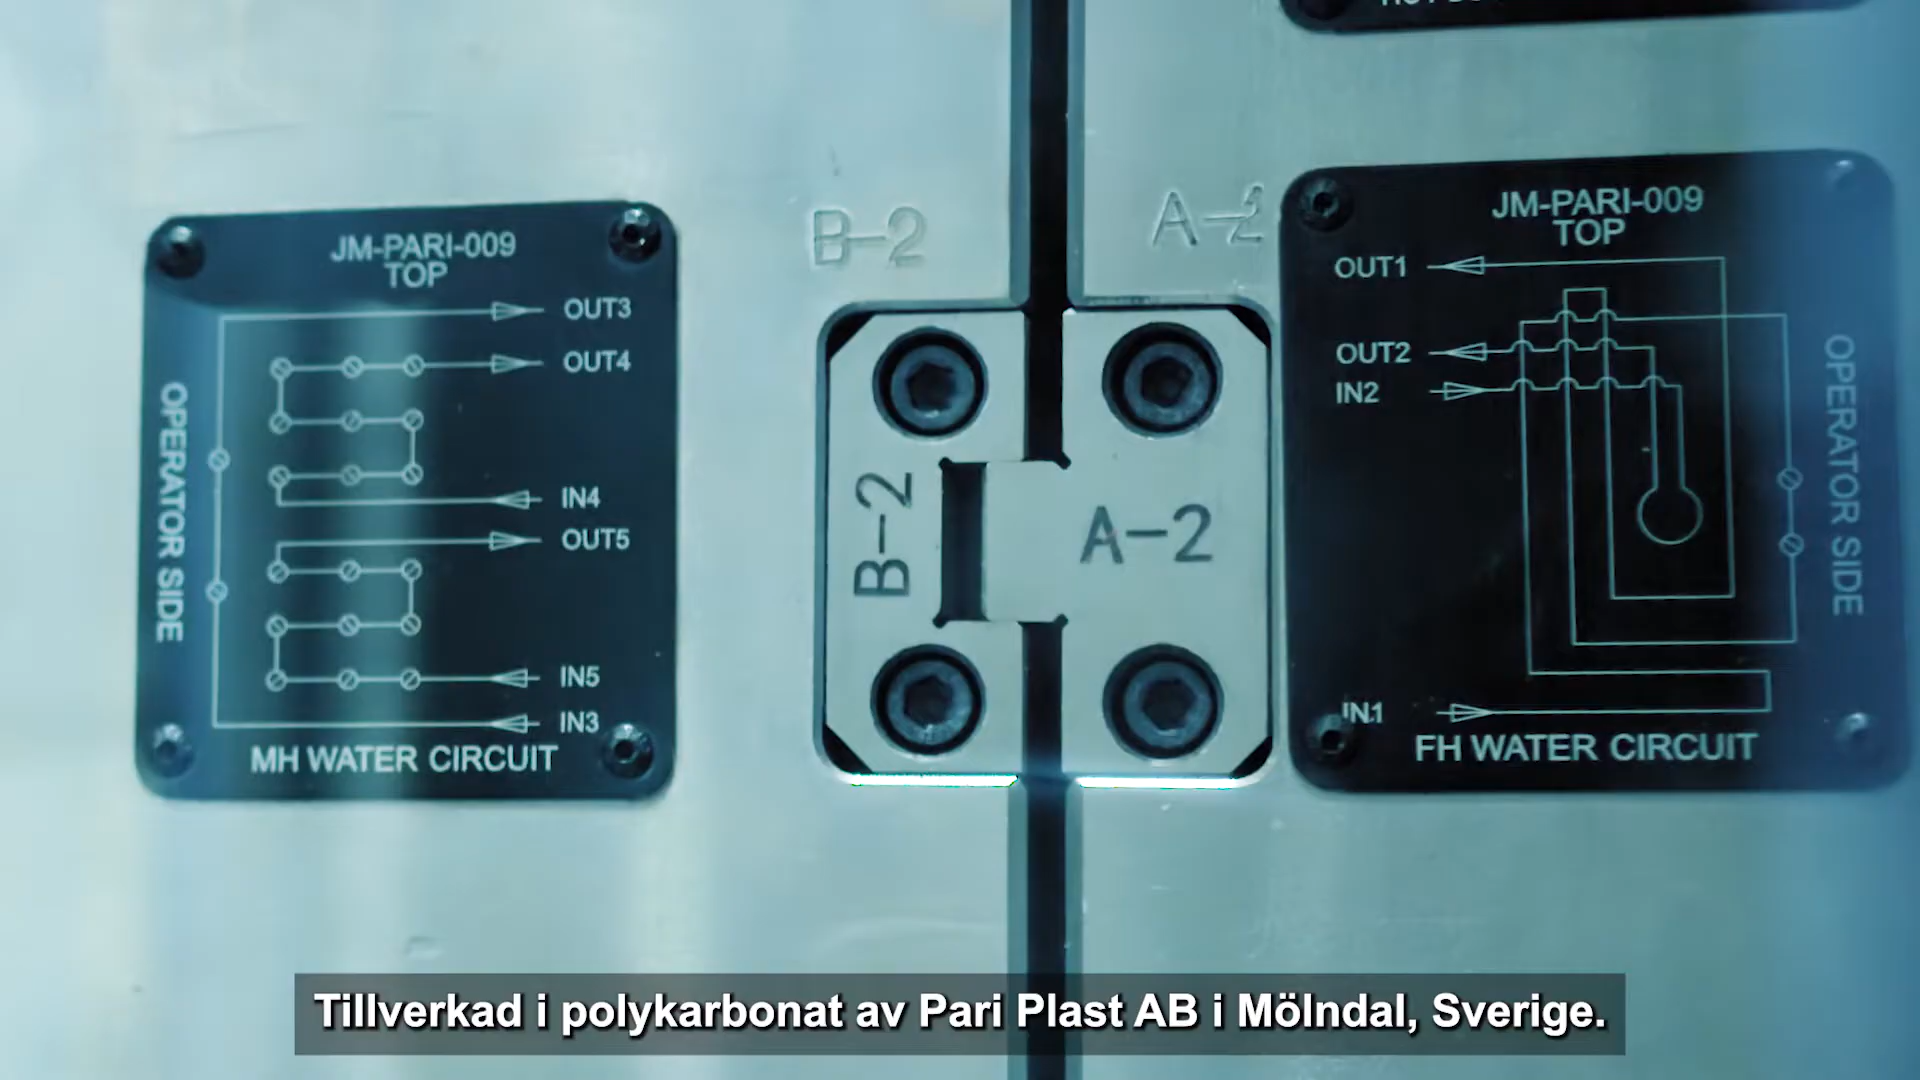 JM-PARI-009
TOP
OUT3
OUT4
OPERATOR SIDE
IN4
OUT5
IN5
IN3
MH WATER CIRCUIT
B-2
A-2
B-2
A-2
JM-PARI-009
TOP
OUT1
OUT2
IN2
OPERATOR SIDE
IN1
FH WATER CIRCUIT
Tillverkad i polykarbonat av Pari Plast AB i Mölndal, Sverige.